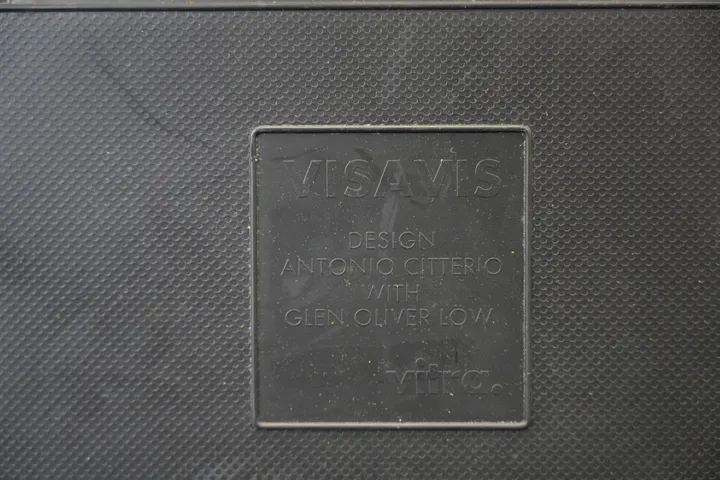 VISAVIS
DESIGN
ANTONIO CITTERIO
WITH
GLEN OLIVER LÖW
vitra.